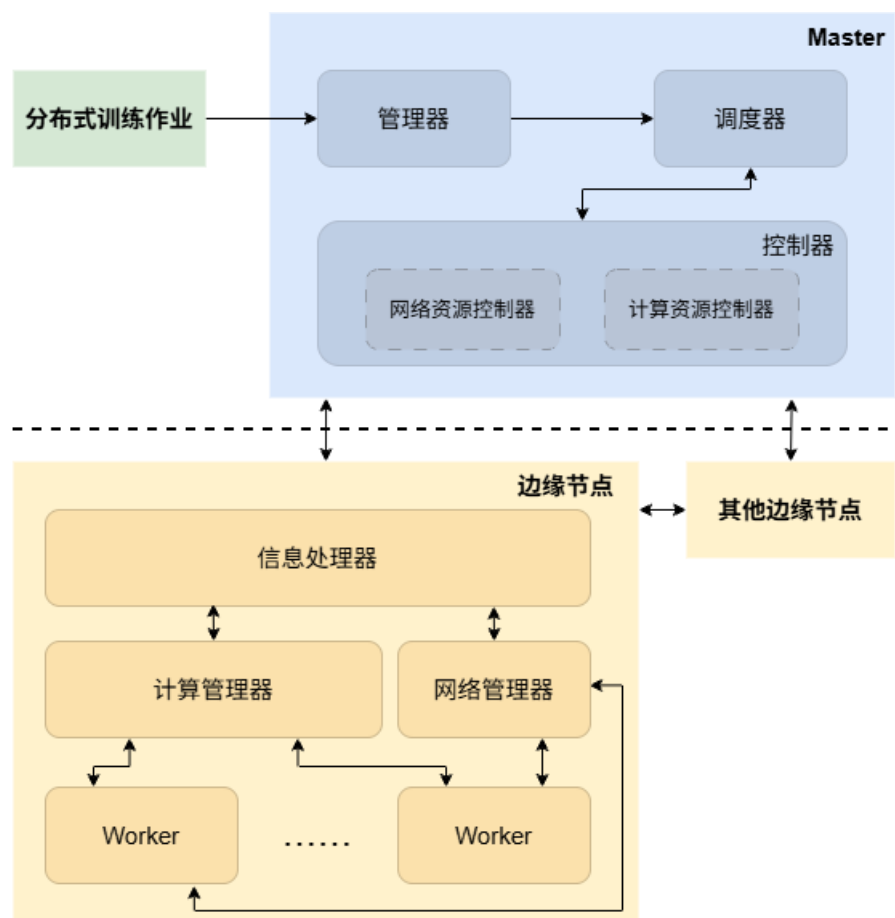 Master
分布式训练作业
管理器
调度器
控制器
网络资源控制器
计算资源控制器
边缘节点
其他边缘节点
信息处理器
计算管理器
网络管理器
Worker
......
Worker